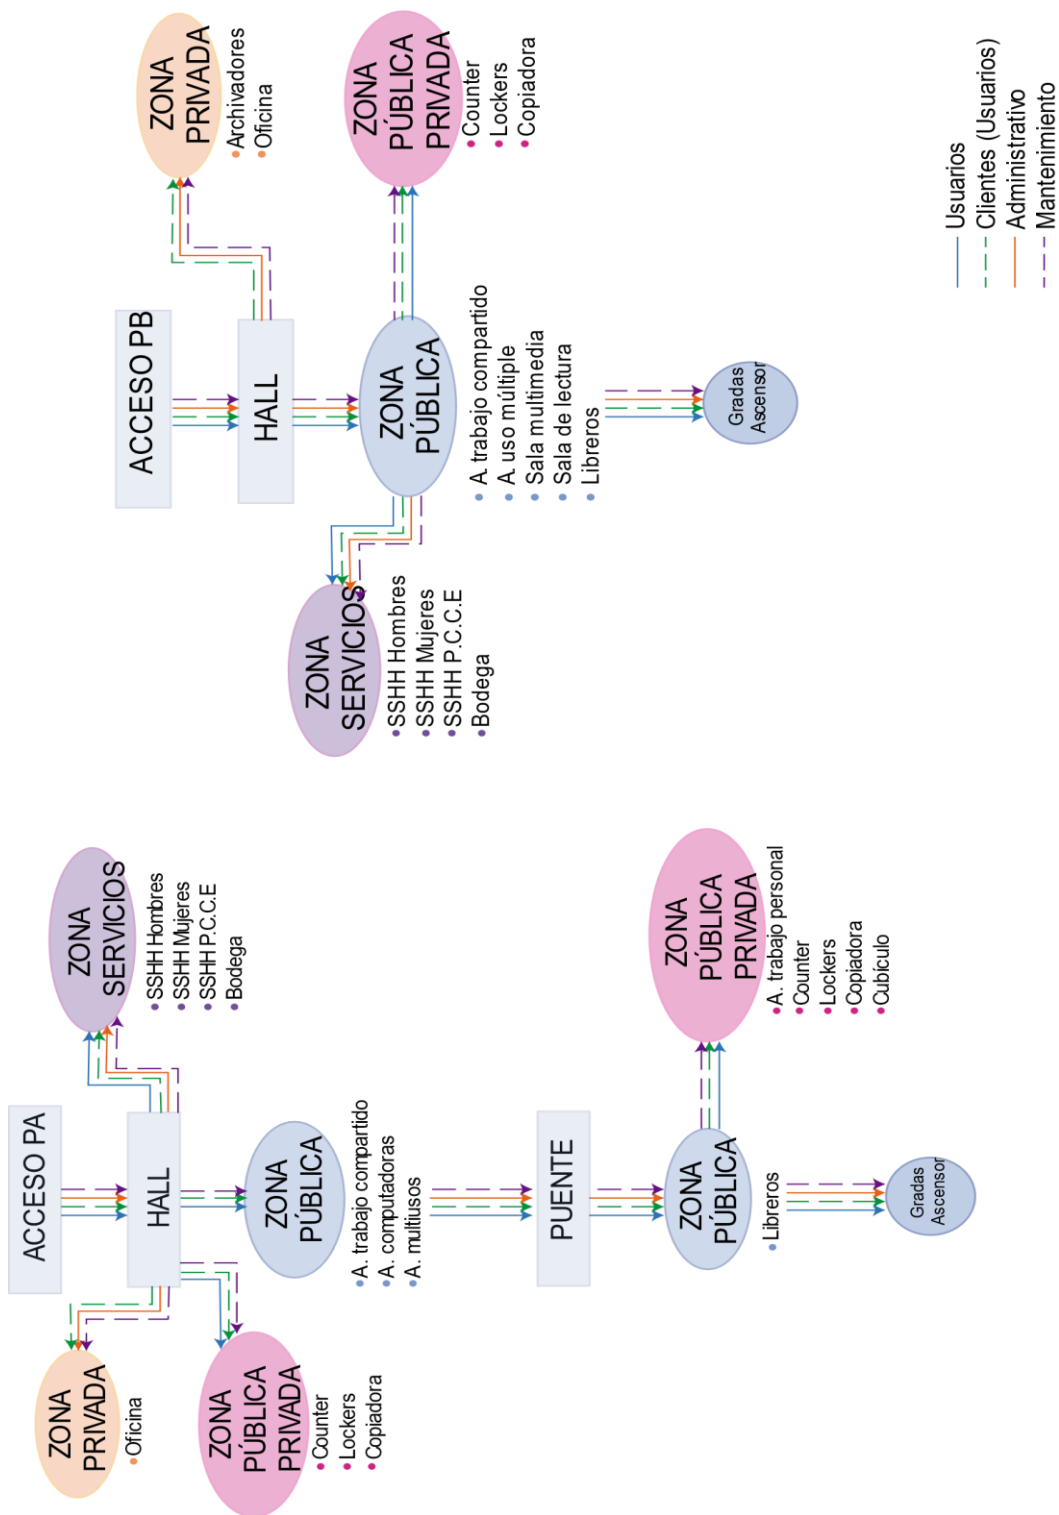 ACCESO PA
HALL
ZONA
PRIVADA
Oficina
ZONA
PÚBLICA
PRIVADA
Counter
Lockers
Copiadora
ZONA
SERVICIOS
SSHH Hombres
SSHH Mujeres
SSHH P.C.C.E
Bodega
ZONA
PÚBLICA
A. trabajo compartido
A. computadoras
A. multiusos
PUENTE
ZONA
PÚBLICA
Libreros
ZONA
PÚBLICA
PRIVADA
A. trabajo personal
Counter
Lockers
Copiadora
Cubículo
Gradas
Ascensor
ACCESO PB
HALL
ZONA
PRIVADA
Archivadores
Oficina
ZONA
SERVICIOS
SSHH Hombres
SSHH Mujeres
SSHH P.C.C.E
Bodega
ZONA
PÚBLICA
A. trabajo compartido
A. uso múltiple
Sala multimedia
Sala de lectura
Libreros
ZONA
PÚBLICA
PRIVADA
Counter
Lockers
Copiadora
Gradas
Ascensor
Usuarios
Clientes (Usuarios)
Administrativo
Mantenimiento